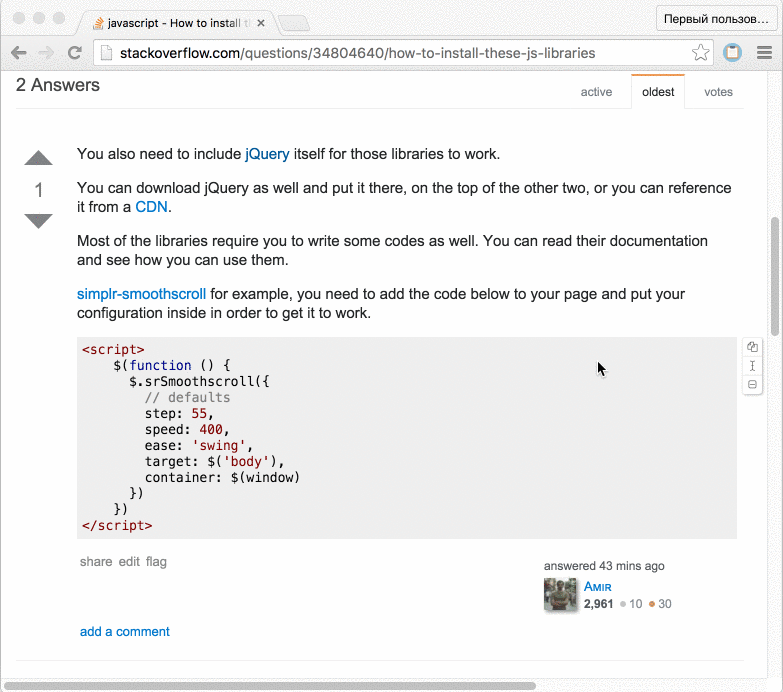 javascript - How to install t
Первый пользов...
stackoverflow.com/questions/34804640/how-to-install-these-js-libraries
2 Answers
active oldest votes
You also need to include jQuery itself for those libraries to work.
1
You can download jQuery as well and put it there, on the top of the other two, or you can reference
it from a CDN.
Most of the libraries require you to write some codes as well. You can read their documentation
and see how you can use them.
simplr-smoothscroll for example, you need to add the code below to your page and put your
configuration inside in order to get it to work.
<script>
$(function () {
$.srSmoothscroll({
// defaults
step: 55,
speed: 400,
ease: 'swing',
target: $('body'),
container: $(window)
})
})
</script>
share edit flag
answered 43 mins ago
Amir
2,961 10 30
add a comment